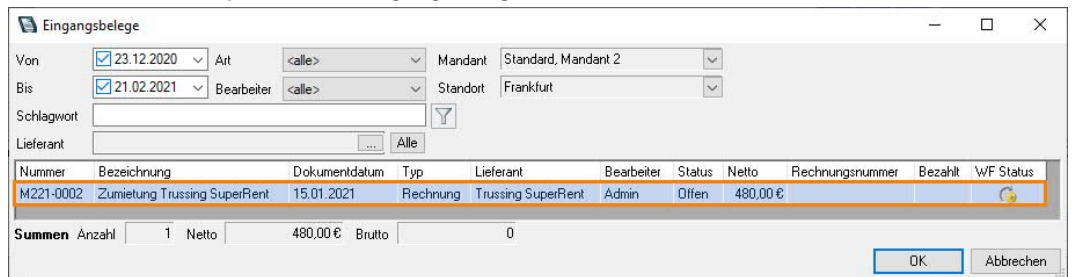 Eingangsbelege
Von 23.12.2020 Art <alle> Mandant Standard, Mandant 2
Bis 21.02.2021 Bearbeiter <alle> Standort Frankfurt
Schlagwort
Lieferant ... Alle
Nummer Bezeichnung Dokumentdatum Typ Lieferant Bearbeiter Status Netto Rechnungsnummer Bezahlt WF Status
M221-0002 Zumietung Trussing SuperRent 15.01.2021 Rechnung Trussing SuperRent Admin Offen 480,00 €
Summen Anzahl 1 Netto 480,00 € Brutto 0
OK Abbrechen